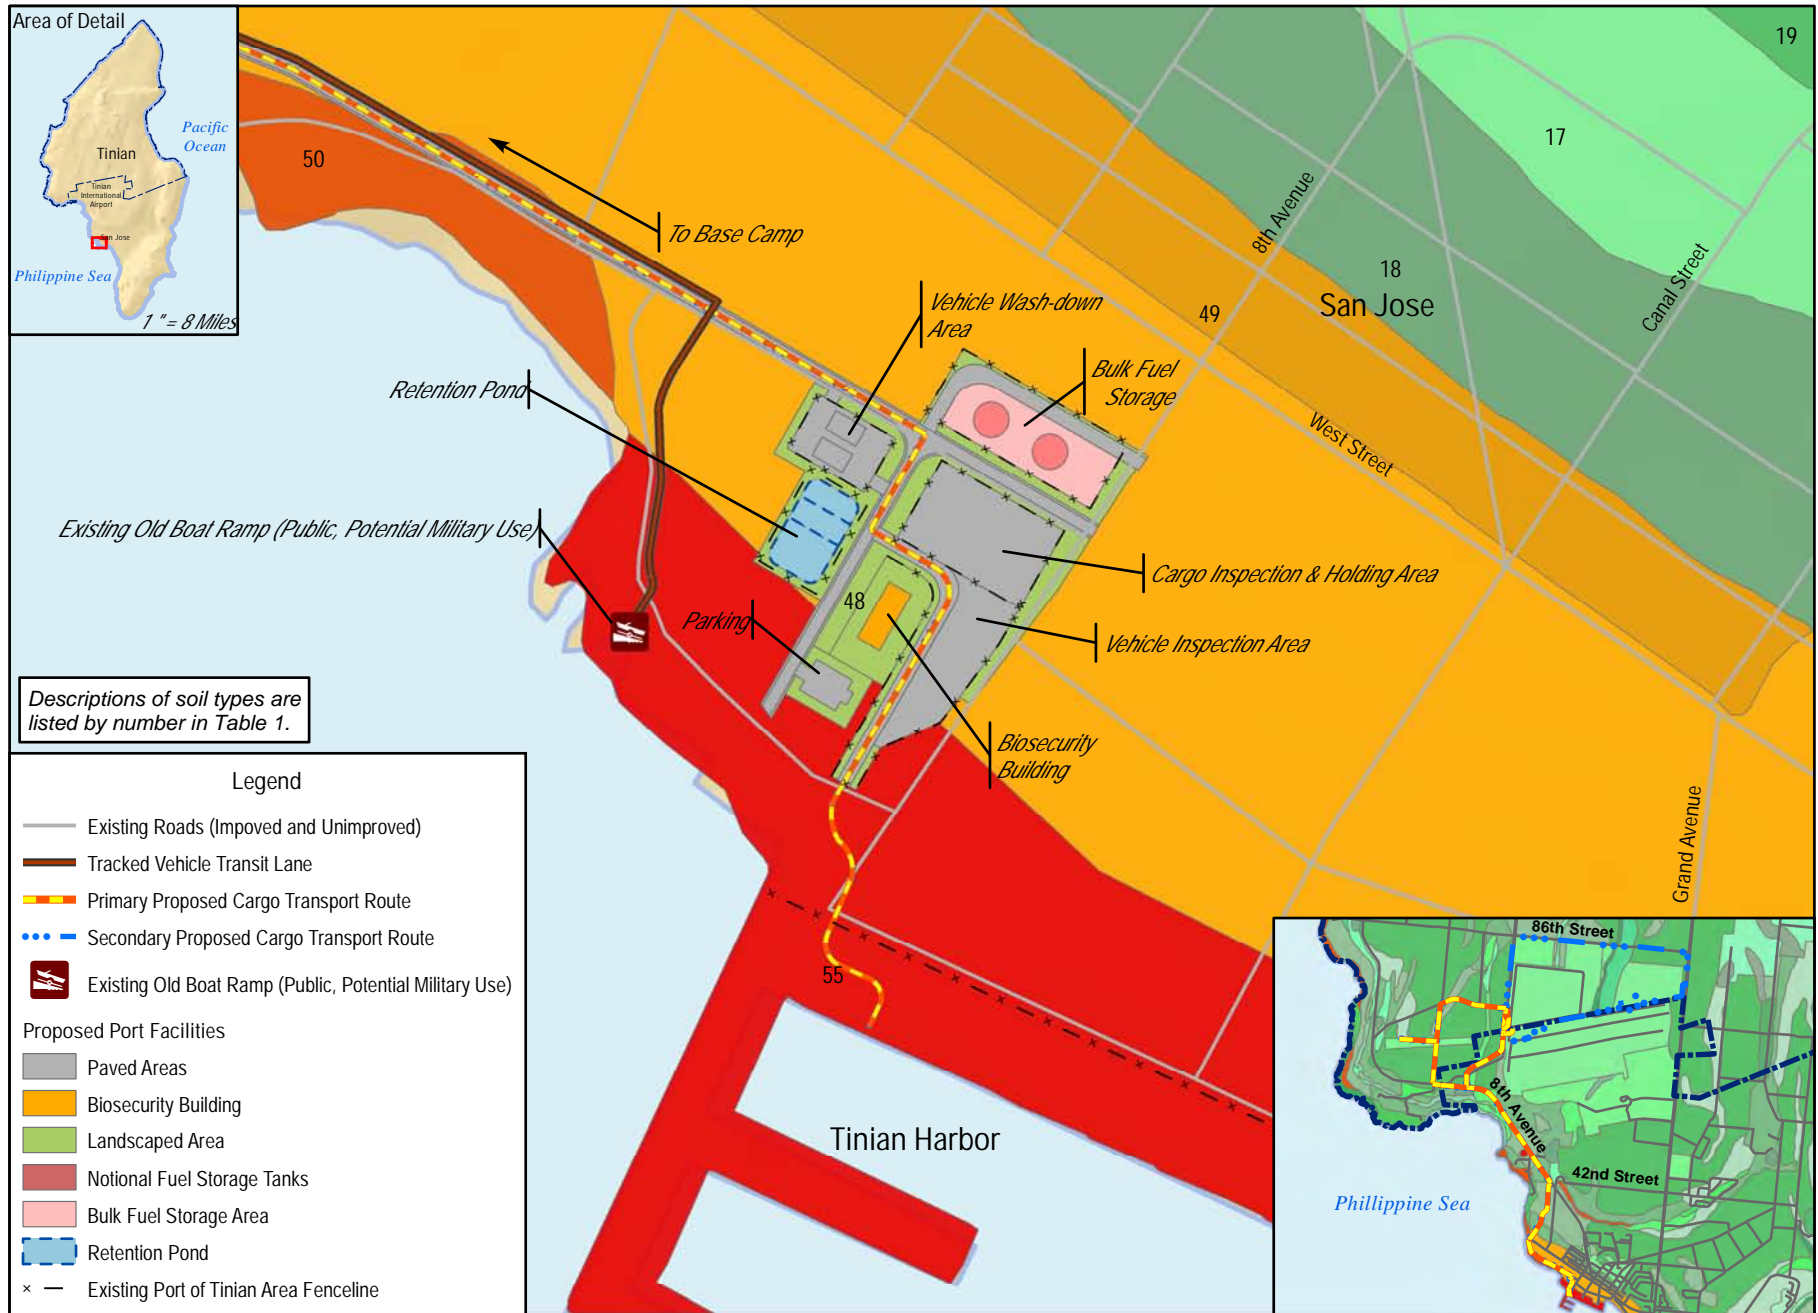 Area of Detail
Pacific
Ocean
Tinian
Tinian
International
Airport
San Jose
Philippine Sea
1 " = 8 Miles
50
To Base Camp
Vehicle Wash-down
Area
Bulk Fuel
Storage
Retention Pond
Existing Old Boat Ramp (Public, Potential Military Use)
Parking
48
Cargo Inspection & Holding Area
Vehicle Inspection Area
Biosecurity
Building
8th Avenue
49
18
San Jose
17
19
Canal Street
West Street
Grand Avenue
55
Tinian Harbor
Descriptions of soil types are
listed by number in Table 1.
Legend
Existing Roads (Impoved and Unimproved)
Tracked Vehicle Transit Lane
Primary Proposed Cargo Transport Route
Secondary Proposed Cargo Transport Route
Existing Old Boat Ramp (Public, Potential Military Use)
Proposed Port Facilities
Paved Areas
Biosecurity Building
Landscaped Area
Notional Fuel Storage Tanks
Bulk Fuel Storage Area
Retention Pond
Existing Port of Tinian Area Fenceline
86th Street
8th Avenue
42nd Street
Phillippine Sea